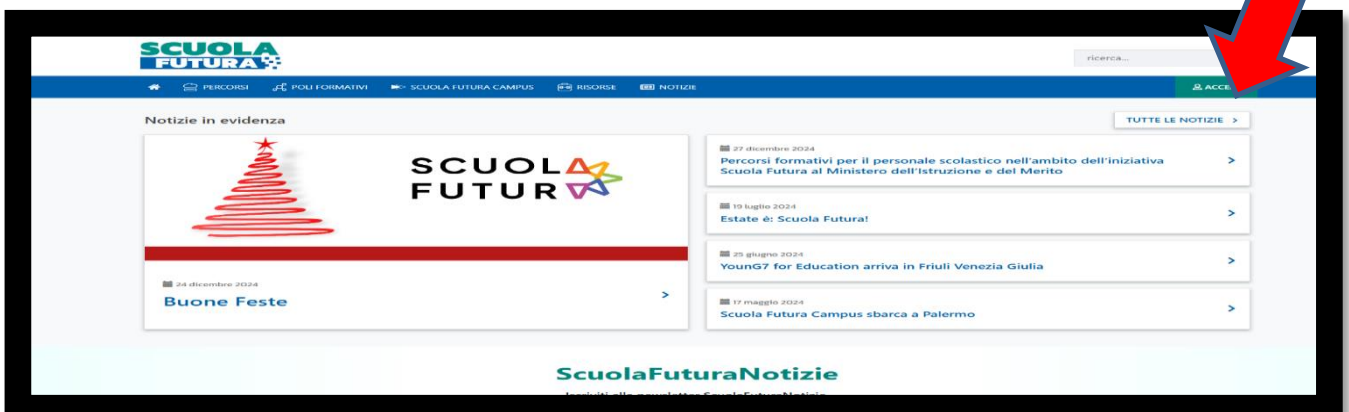 SCUOLA
FUTURA
ricerca...
PERCORSI POLI FORMATIVI SCUOLA FUTURA CAMPUS RISORSE NOTIZIE
Notizie in evidenza
TUTTE LE NOTIZIE >
SCUOLA
FUTURA
24 dicembre 2024
Buone Feste
27 dicembre 2024
Percorsi formativi per il personale scolastico nell'ambito dell'iniziativa
Scuola Futura al Ministero dell'Istruzione e del Merito
19 luglio 2024
Estate é: Scuola Futura!
25 giugno 2024
YounG7 for Education arriva in Friuli Venezia Giulia
17 maggio 2024
Scuola Futura Campus sbarca a Palermo
ScuolaFuturaNotizie